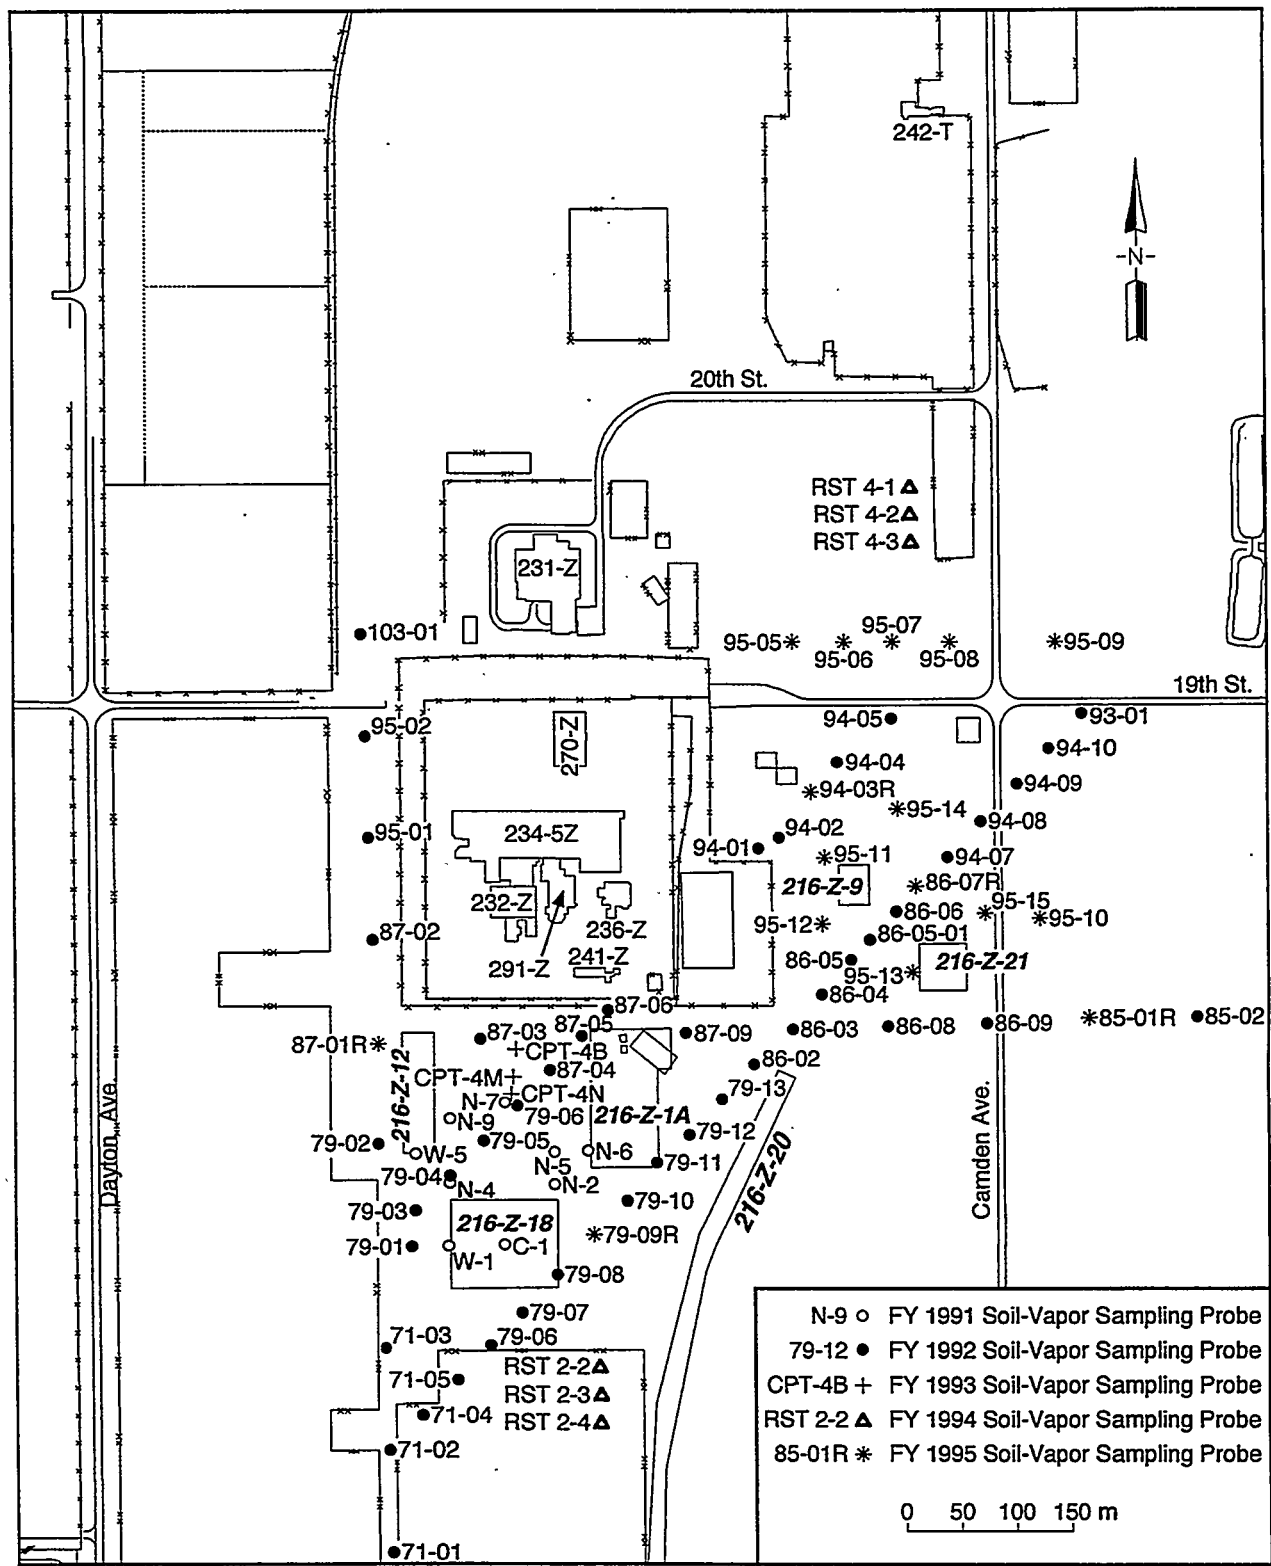 242-T
-N-
20th St.
RST 4-1
RST 4-2
RST 4-3
231-Z
103-01
95-05
95-06
95-07
95-08
95-09
19th St.
95-02
270-Z
94-05
93-01
94-04
94-10
94-03R
94-09
95-14
95-01
234-5Z
94-02
94-08
94-01
95-11
94-07
216-Z-9
86-07R
232-Z
236-Z
86-06
95-15
95-10
95-12
87-02
86-05-01
291-Z
241-Z
86-05
95-13
216-Z-21
86-04
87-06
87-01R
87-03
87-05
87-09
86-03
86-08
86-09
85-01R
85-02
CPT-4B
216-Z-12
87-04
86-02
CPT-4M
CPT-4N
79-13
Dayton Ave.
N-7
79-06
216-Z-1A
N-9
79-12
79-02
79-05
W-5
N-5
N-6
79-11
79-04
N-4
N-2
216-Z-20
Camden Ave.
79-03
79-10
216-Z-18
79-09R
79-01
W-1
C-1
79-08
79-07
71-03
79-06
RST 2-2
71-05
RST 2-3
71-04
RST 2-4
71-02
71-01
N-9 FY 1991 Soil-Vapor Sampling Probe
79-12 FY 1992 Soil-Vapor Sampling Probe
CPT-4B FY 1993 Soil-Vapor Sampling Probe
RST 2-2 FY 1994 Soil-Vapor Sampling Probe
85-01R FY 1995 Soil-Vapor Sampling Probe
0 50 100 150 m